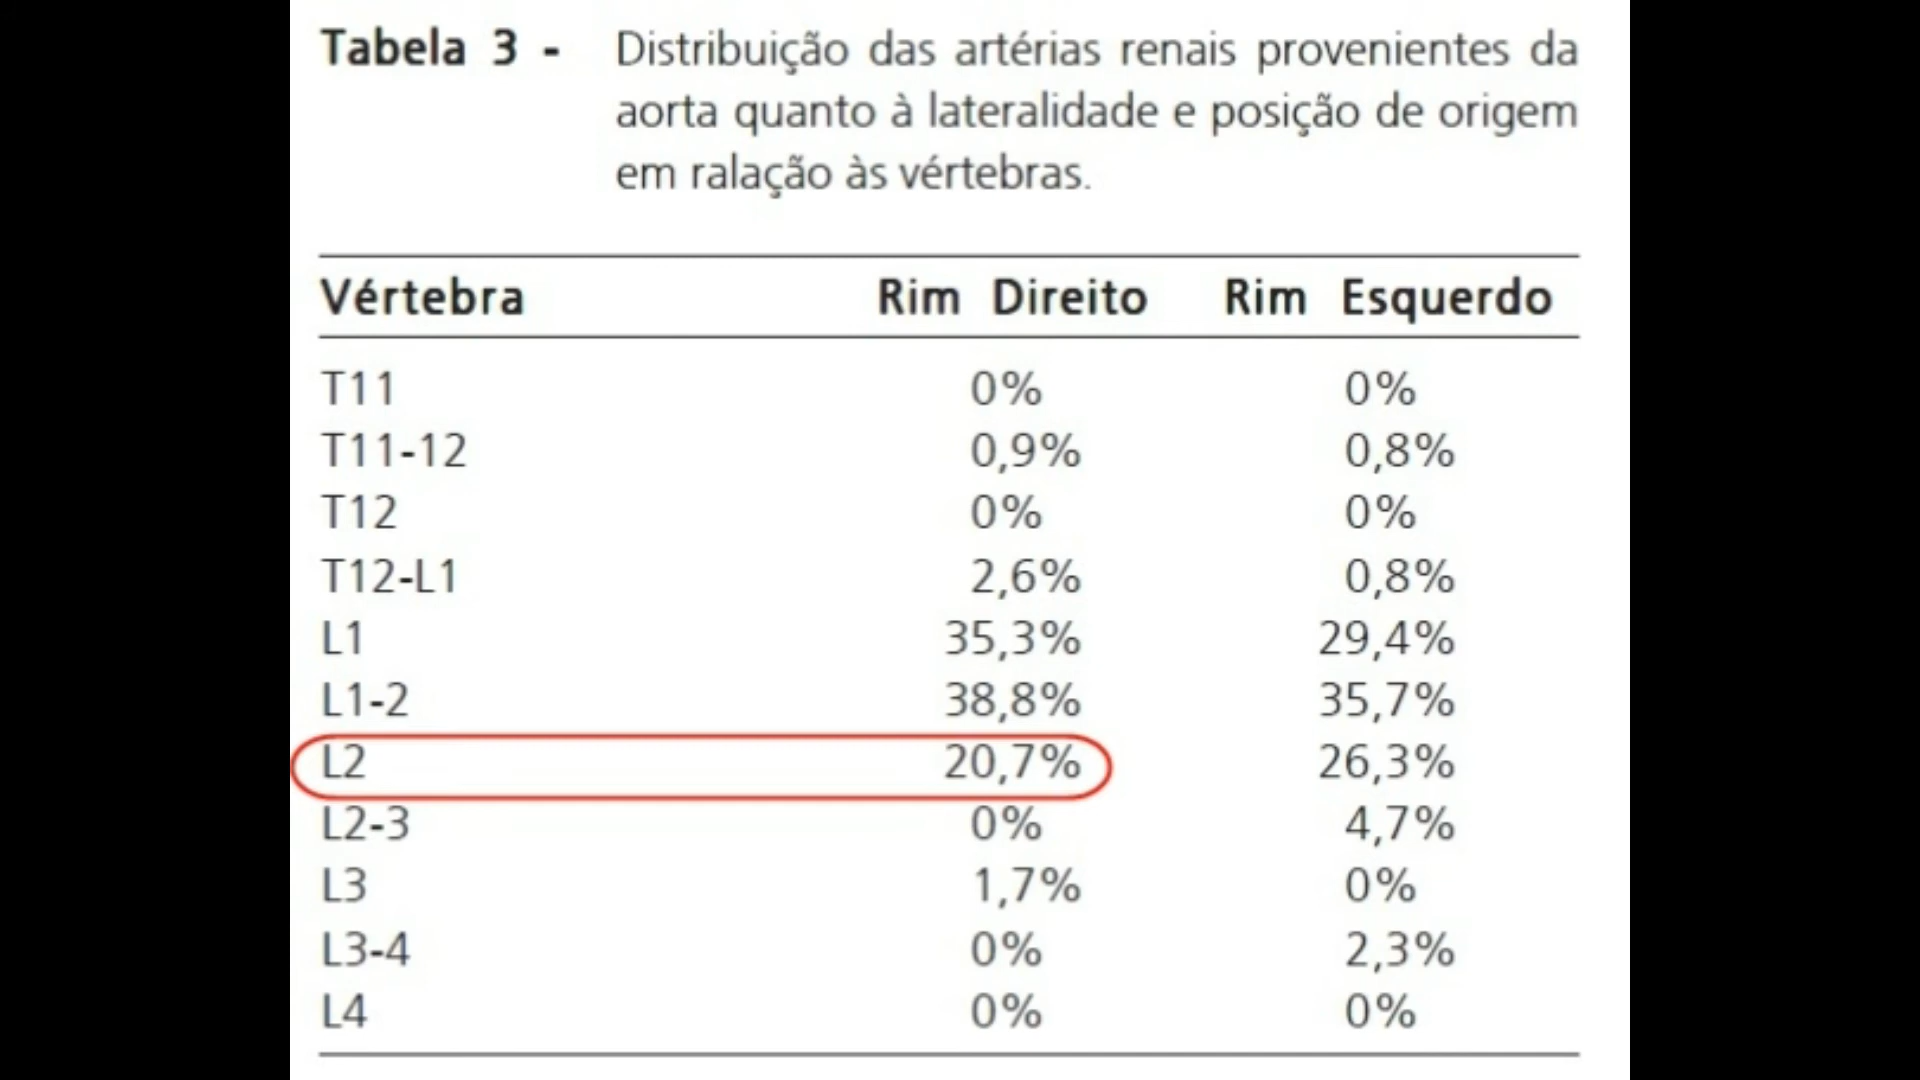 Tabela 3 - Distribuição das artérias renais provenientes da
aorta quanto à lateralidade e posição de origem
em ralação às vértebras.
Vértebra Rim Direito Rim Esquerdo
T11 0% 0%
T11-12 0,9% 0,8%
T12 0% 0%
T12-L1 2,6% 0,8%
L1 35,3% 29,4%
L1-2 38,8% 35,7%
L2 20,7% 26,3%
L2-3 0% 4,7%
L3 1,7% 0%
L3-4 0% 2,3%
L4 0% 0%